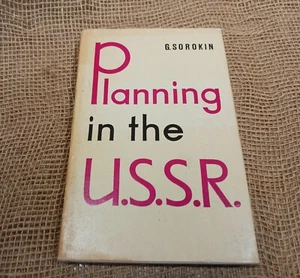 G. SOROKIN
Planning
in the
U.S.S.R.